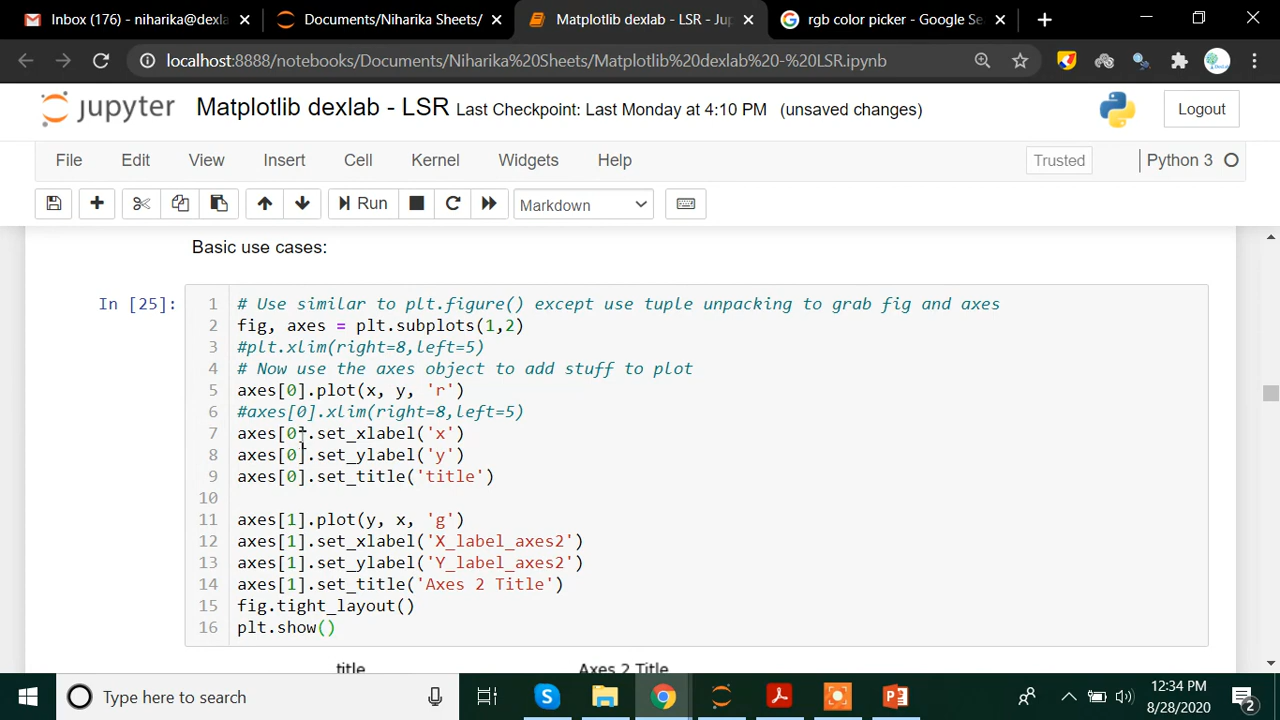 Inbox (176) - niharika@dexla
Documents/Niharika Sheets/
Matplotlib dexlab - LSR - Jup
rgb color picker - Google Se
localhost:8888/notebooks/Documents/Niharika%20Sheets/Matplotlib%20dexlab%20-%20LSR.ipynb
jupyter Matplotlib dexlab - LSR Last Checkpoint: Last Monday at 4:10 PM (unsaved changes) Logout
File Edit View Insert Cell Kernel Widgets Help Trusted Python 3
Run Markdown
Basic use cases:
In [25]:
1 # Use similar to plt.figure() except use tuple unpacking to grab fig and axes
2 fig, axes = plt.subplots(1,2)
3 #plt.xlim(right=8,left=5)
4 # Now use the axes object to add stuff to plot
5 axes[0].plot(x, y, 'r')
6 #axes[0].xlim(right=8,left=5)
7 axes[0].set_xlabel('x')
8 axes[0].set_ylabel('y')
9 axes[0].set_title('title')
10
11 axes[1].plot(y, x, 'g')
12 axes[1].set_xlabel('X_label_axes2')
13 axes[1].set_ylabel('Y_label_axes2')
14 axes[1].set_title('Axes 2 Title')
15 fig.tight_layout()
16 plt.show()
title Axes 2 Title
Type here to search
12:34 PM
8/28/2020
2